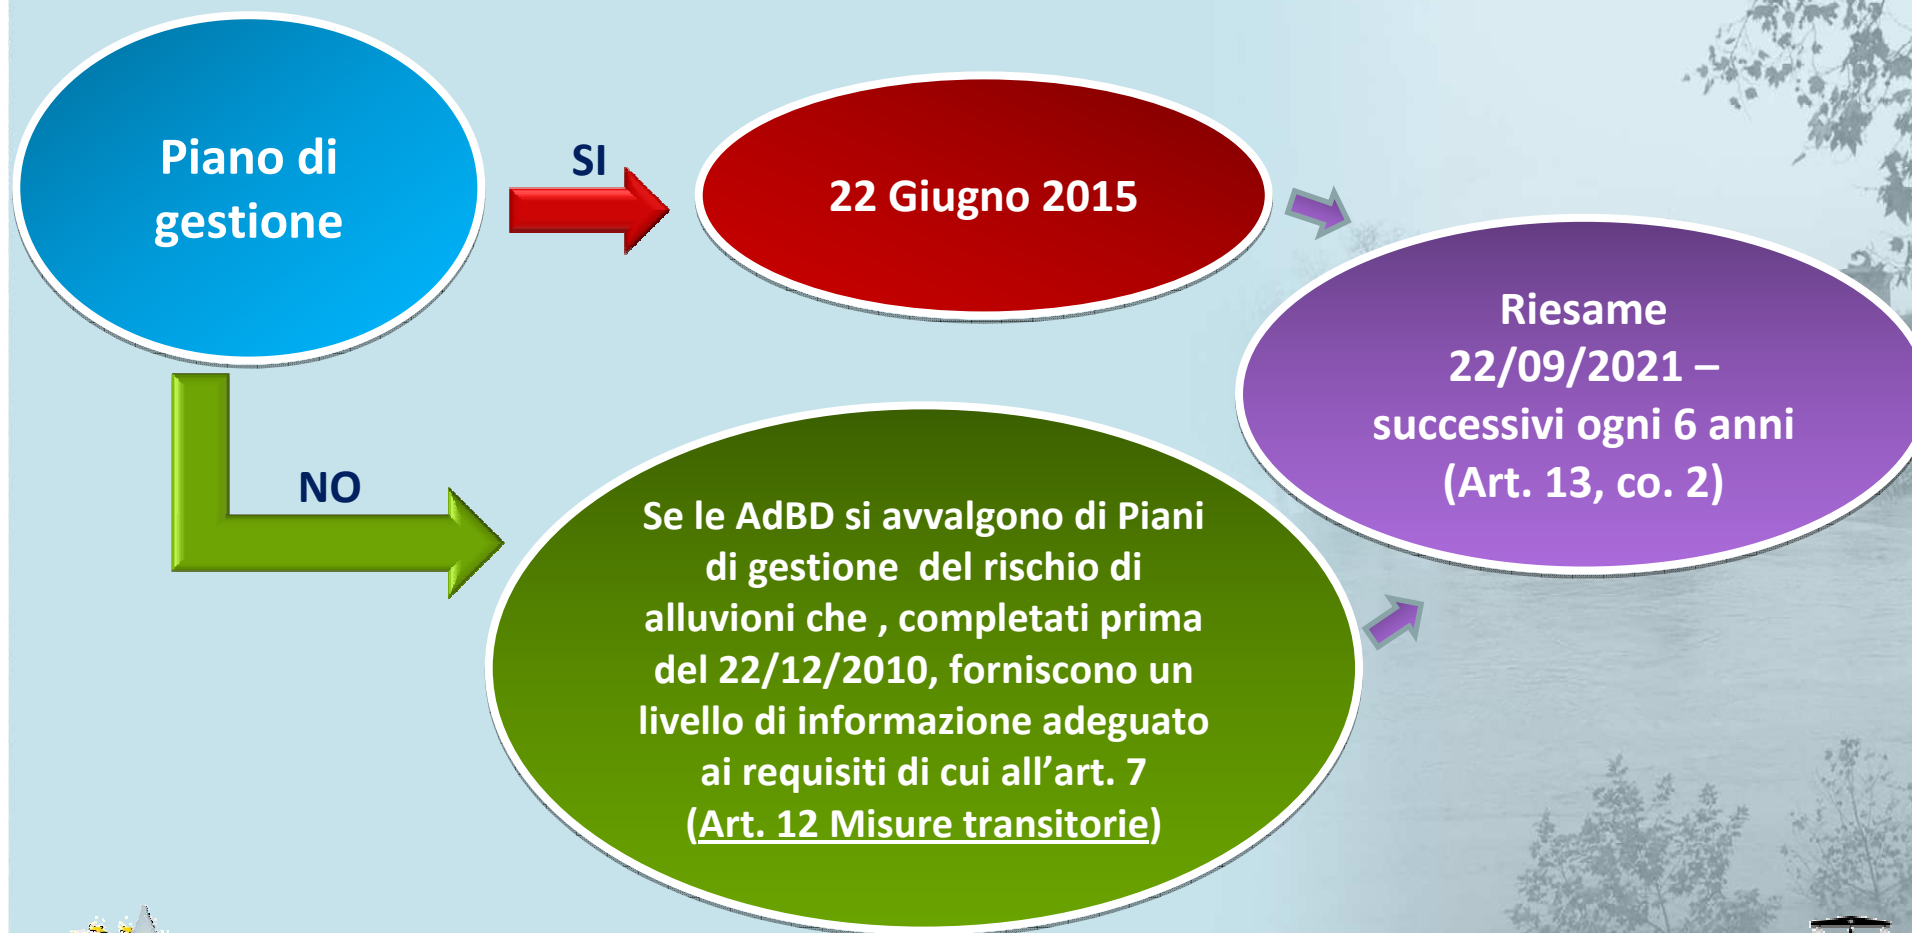 Piano di
gestione
SI
22 Giugno 2015
Riesame
22/09/2021 –
successivi ogni 6 anni
(Art. 13, co. 2)
NO
Se le AdBD si avvalgono di Piani
di gestione  del rischio di
alluvioni che , completati prima
del 22/12/2010, forniscono un
livello di informazione adeguato
ai requisiti di cui all’art. 7
(Art. 12 Misure transitorie)